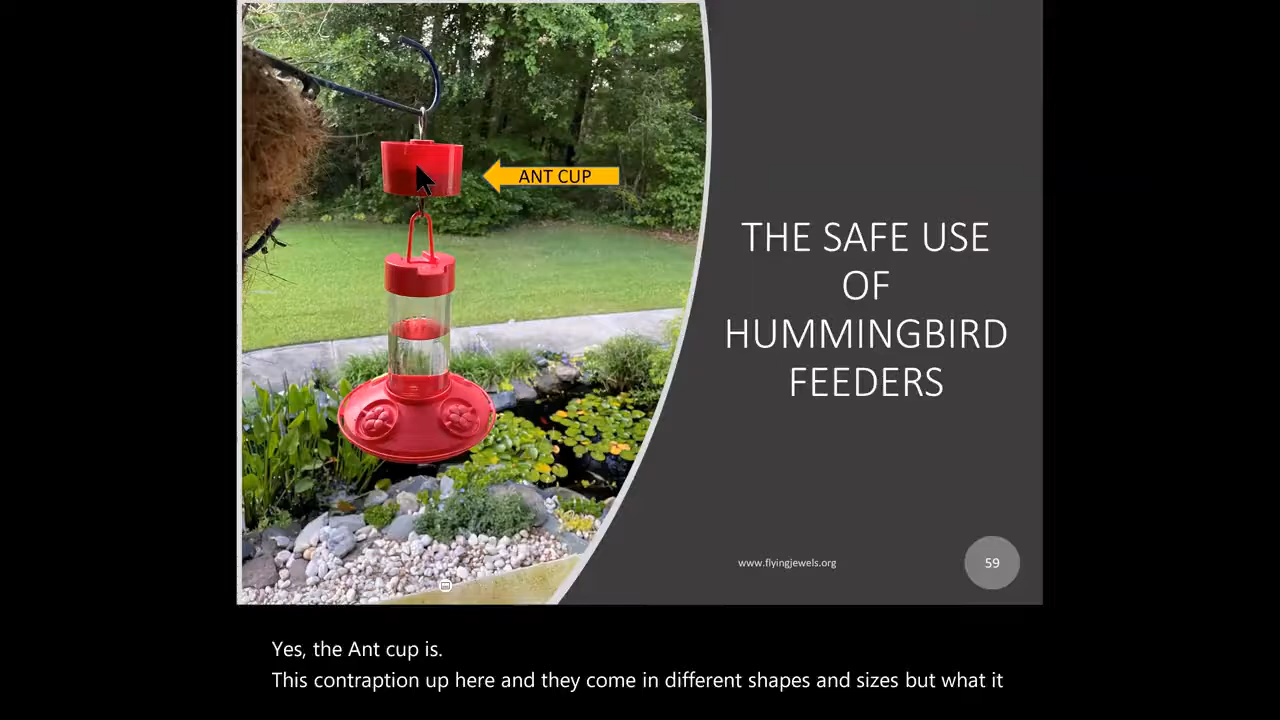 ANT CUP
THE SAFE USE
OF
HUMMINGBIRD
FEEDERS
www.flyingjewels.org
59
Yes, the Ant cup is.
This contraption up here and they come in different shapes and sizes but what it